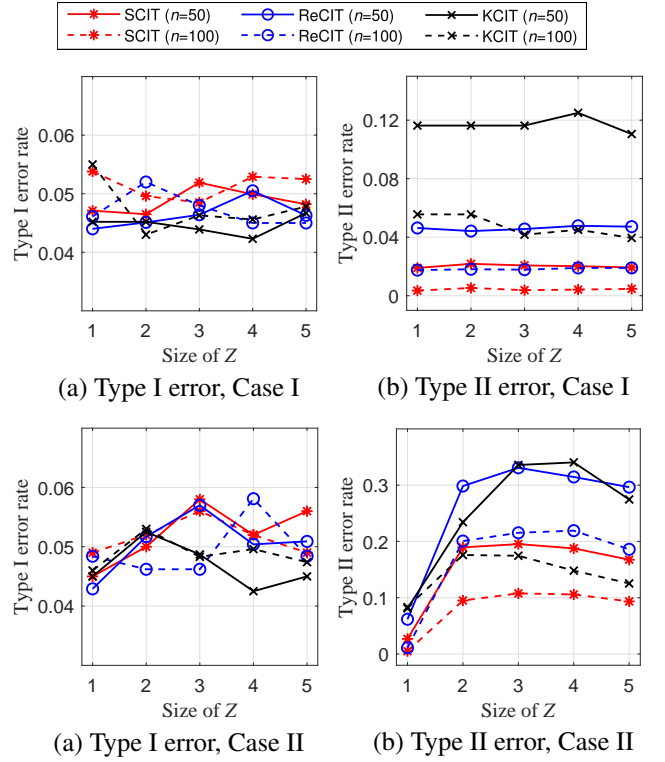 SCIT (n=50) ReCIT (n=50) KCIT (n=50)
SCIT (n=100) ReCIT (n=100) KCIT (n=100)
Type I error rate
0.06
0.05
0.04
1 2 3 4 5
Size of Z
(a) Type I error, Case I
Type II error rate
0.12
0.08
0.04
0
1 2 3 4 5
Size of Z
(b) Type II error, Case I
Type I error rate
0.06
0.05
0.04
1 2 3 4 5
Size of Z
(a) Type I error, Case II
Type II error rate
0.3
0.2
0.1
0
1 2 3 4 5
Size of Z
(b) Type II error, Case II